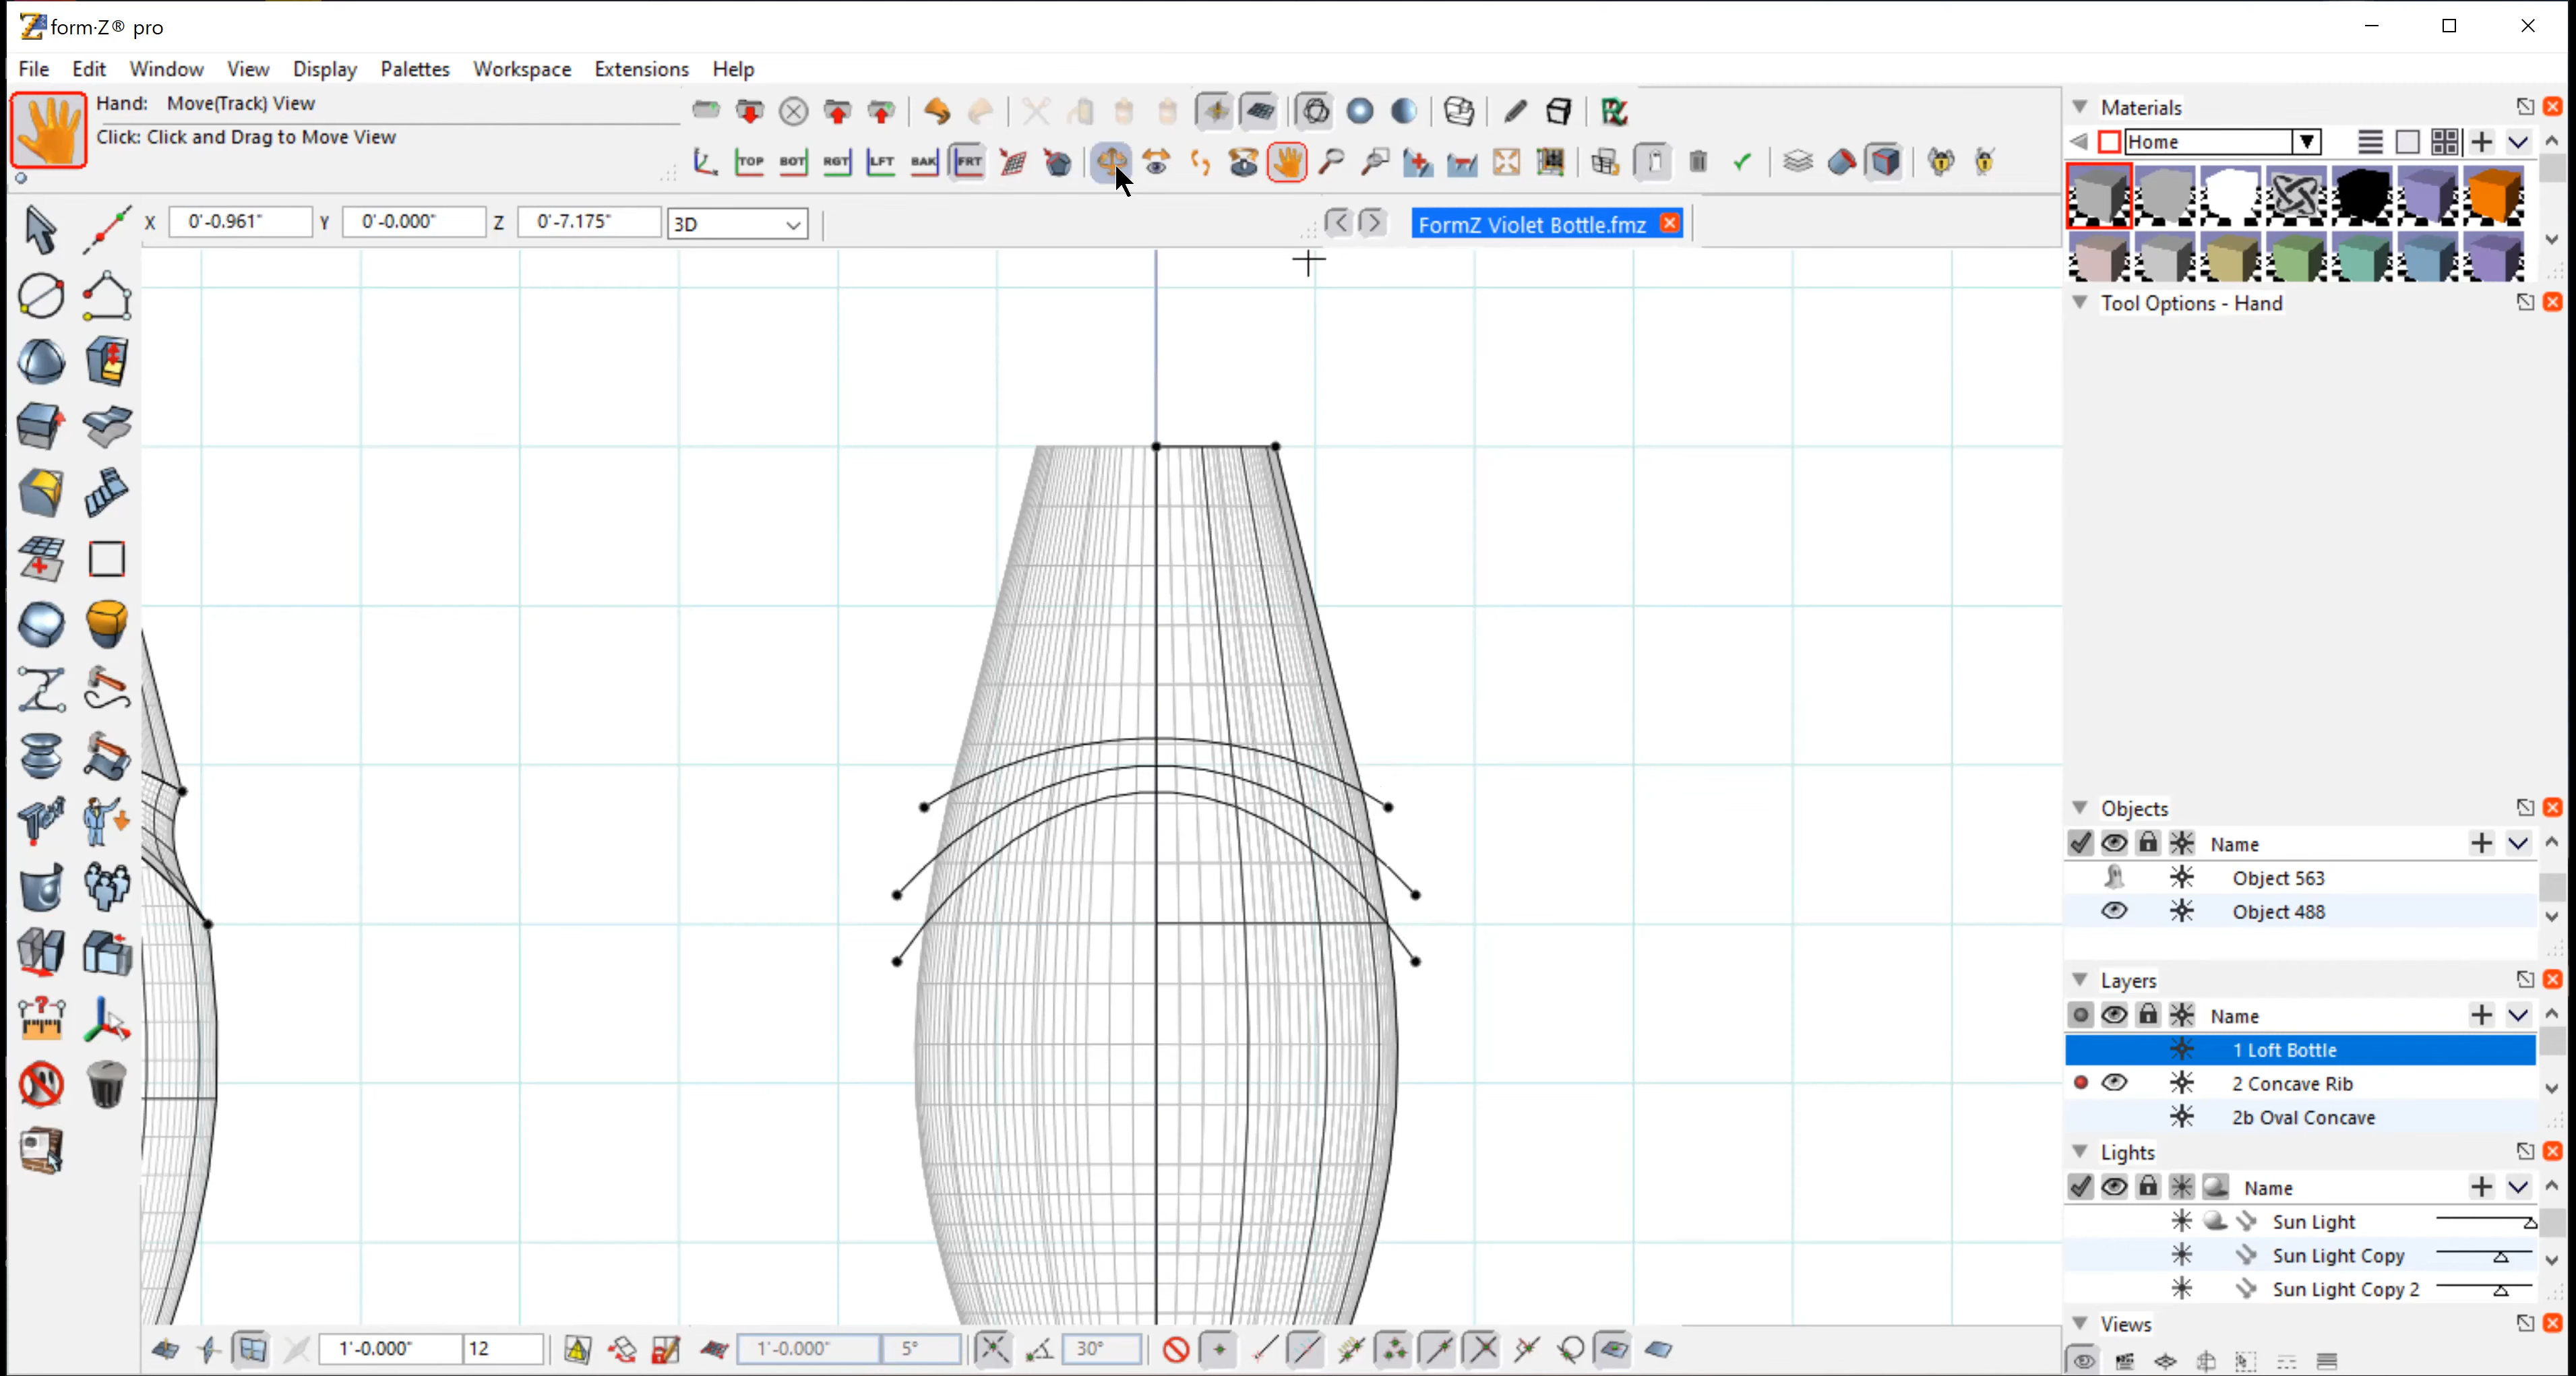 form·Z® pro
File Edit Window View Display Palettes Workspace Extensions Help
Hand: Move(Track) View
Click: Click and Drag to Move View
TOP BOT RGT LFT BAK FRT
X 0'-0.961" Y 0'-0.000" Z 0'-7.175" 3D
FormZ Violet Bottle.fmz
Materials
Home
Tool Options - Hand
Objects
Name
Object 563
Object 488
Layers
Name
1 Loft Bottle
2 Concave Rib
2b Oval Concave
Lights
Name
Sun Light
Sun Light Copy
Sun Light Copy 2
Views
1'-0.000" 12 1'-0.000" 5° 30°